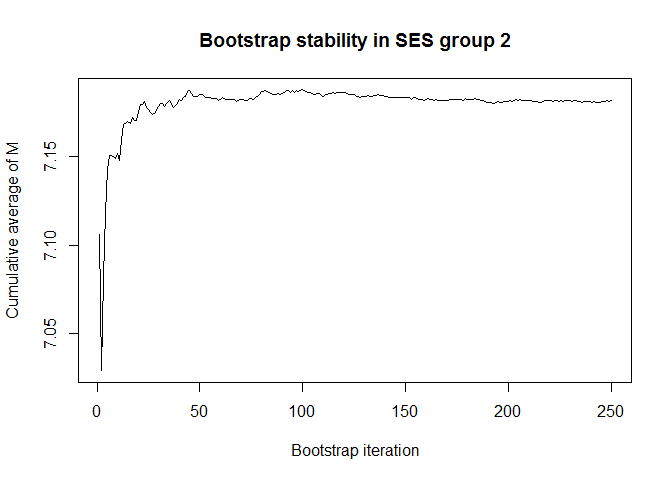 Bootstrap stability in SES group 2
Cumulative average of M
7.15
7.10
7.05
0 50 100 150 200 250
Bootstrap iteration